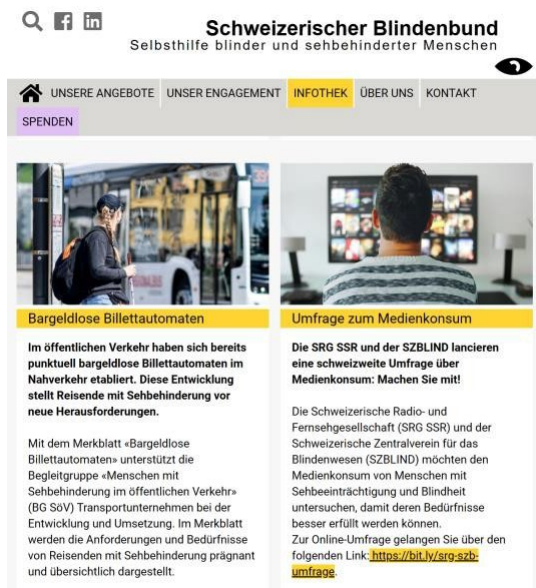 Schweizerischer Blindenbund
Selbsthilfe blinder und sehbehinderter Menschen
UNSERE ANGEBOTE
UNSER ENGAGEMENT
INFOTHEK
ÜBER UNS
KONTAKT
SPENDEN
Bargeldlose Billettautomaten
Im öffentlichen Verkehr haben sich bereits
punktuell bargeldlose Billettautomaten im
Nahverkehr etabliert. Diese Entwicklung
stellt Reisende mit Sehbehinderung vor
neue Herausforderungen.
Mit dem Merkblatt «Bargeldlose
Billettautomaten» unterstützt die
Begleitgruppe «Menschen mit
Sehbehinderung im öffentlichen Verkehr»
(BG SöV) Transportunternehmen bei der
Entwicklung und Umsetzung. Im Merkblatt
werden die Anforderungen und Bedürfnisse
von Reisenden mit Sehbehinderung prägnant
und übersichtlich dargestellt.
Umfrage zum Medienkonsum
Die SRG SSR und der SZBLIND lancieren
eine schweizweite Umfrage über
Medienkonsum: Machen Sie mit!
Die Schweizerische Radio- und
Fernsehgesellschaft (SRG SSR) und der
Schweizerische Zentralverein für das
Blindenwesen (SZBLIND) möchten den
Medienkonsum von Menschen mit
Sehbeeinträchtigung und Blindheit
untersuchen, damit deren Bedürfnisse
besser erfüllt werden können.
Zur Online-Umfrage gelangen Sie über den
folgenden Link: https://bit.ly/srg-szb-
umfrage.